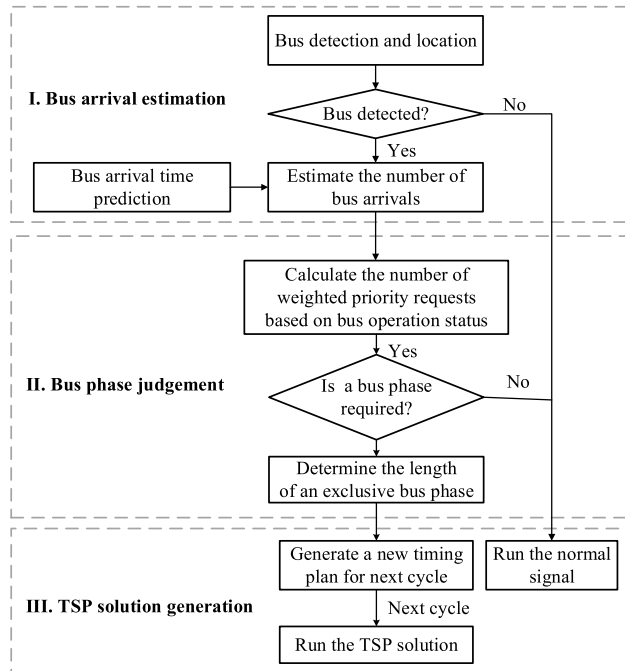 Bus detection and location
I. Bus arrival estimation
Bus detected?
No
Yes
Bus arrival time
prediction
Estimate the number of
bus arrivals
Calculate the number of
weighted priority requests
based on bus operation status
Yes
II. Bus phase judgement
Is a bus phase
required?
No
Determine the length
of an exclusive bus phase
Generate a new timing
plan for next cycle
Run the normal
signal
III. TSP solution generation
Next cycle
Run the TSP solution